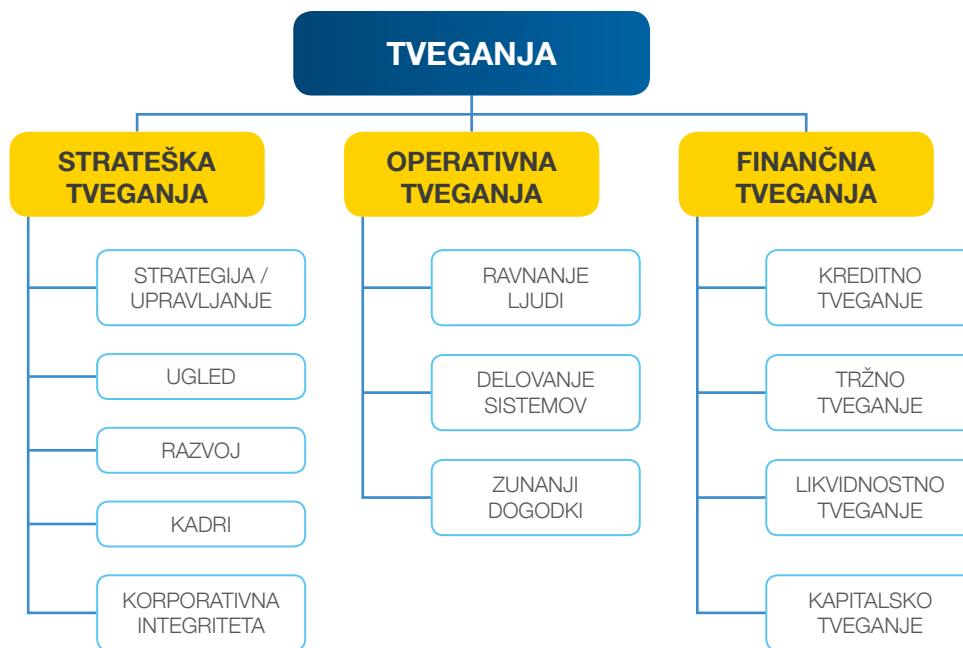 TVEGANJA
STRATEŠKA
TVEGANJA
STRATEGIJA /
UPRAVLJANJE
UGLED
RAZVOJ
KADRI
KORPORATIVNA
INTEGRITETA
OPERATIVNA
TVEGANJA
RAVNANJE
LJUDI
DELOVANJE
SISTEMOV
ZUNANJI
DOGODKI
FINANČNA
TVEGANJA
KREDITNO
TVEGANJE
TRŽNO
TVEGANJE
LIKVIDNOSTNO
TVEGANJE
KAPITALSKO
TVEGANJE